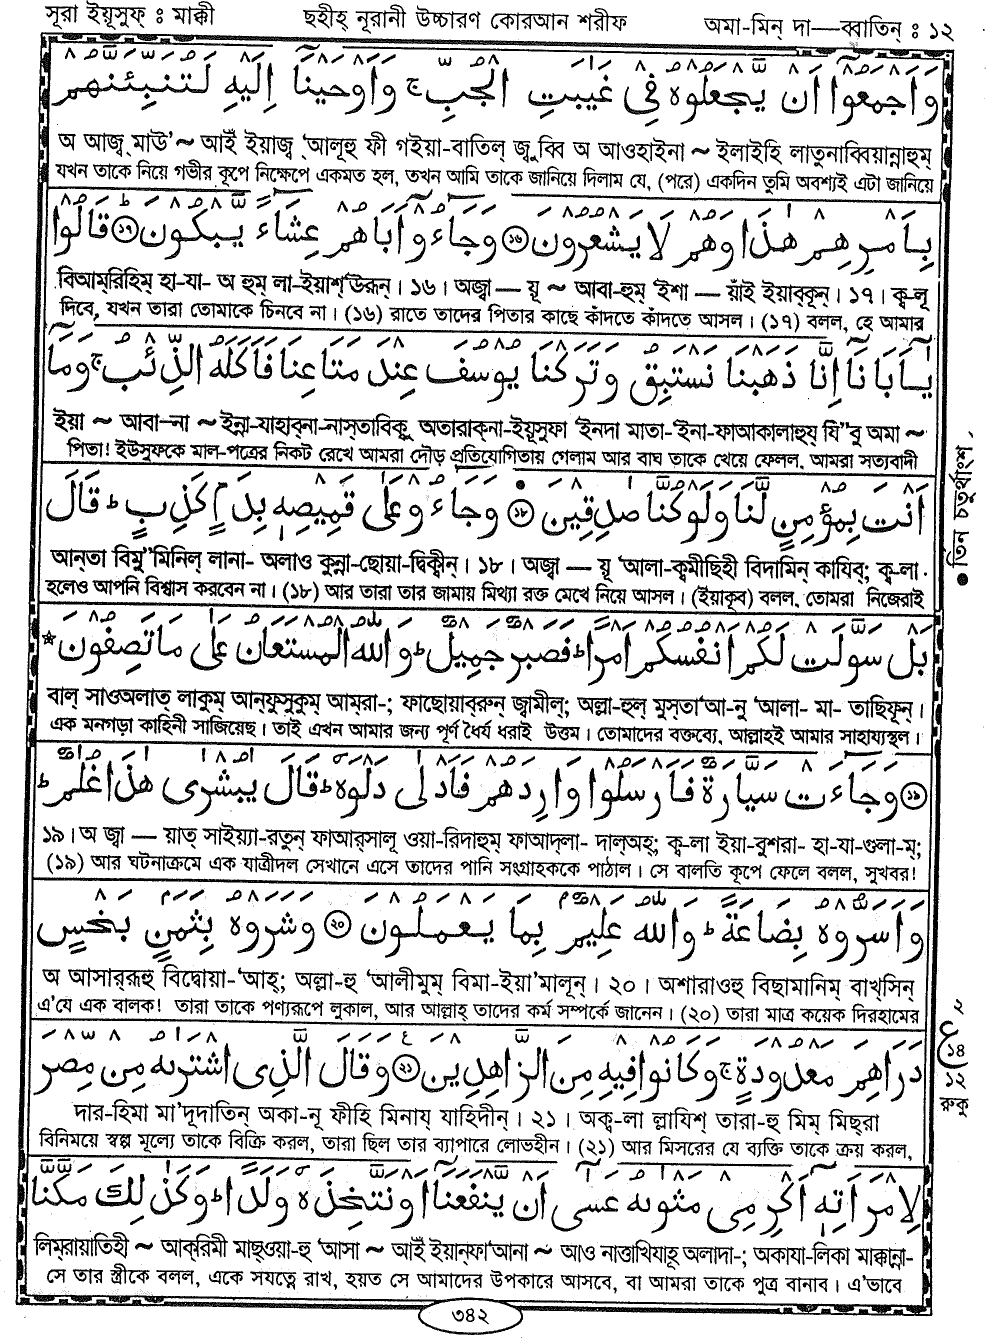 সূরা ইয়ূসুফ্ : মাক্কী
ছহীহ্ নূরানী উচ্চারণ কোরআন শরীফ
অমা-মিন্ দা—ব্বাতিন্ : ১২
وَاَجْمَعُوْۤا اَنْ يَّجْعَلُوْهُ فِيْ غَيٰبَتِ الْجُبِّ ۚ وَاَوْحَيْنَاۤ اِلَيْهِ لَتُنَبِّئَنَّهُمْ
অ আজ্ব্ মাঊ'~ আইঁ ইয়াজ্ব্ 'আলূহু ফী গইয়া-বাতিল্ জ্বুব্বি অ আওহাইনা ~ ইলাইহি লাতুনাব্বিয়ান্নাহুম্
যখন তাকে নিয়ে গভীর কূপে নিক্ষেপে একমত হল, তখন আমি তাকে জানিয়ে দিলাম যে, (পরে) একদিন তুমি অবশ্যই এটা জানিয়ে
بِاَمْرِهِمْ هٰذَا وَهُمْ لَا يَشْعُرُوْنَ ۝١٦ وَجَآءُوْۤ اَبَاهُمْ عِشَآءً يَّبْكُوْنَ ۝١٧ؕ قَالُوْا
বিআম্‌রিহিম্ হা-যা- অ হুম্ লা-ইয়াশ্'উরূন্। ১৬। অজ্বা — য়ূ ~ আবা-হুম্ 'ইশা — য়াইঁ ইয়াব্‌কূন্। ১৭। ক্ব-লূ
দিবে, যখন তারা তোমাকে চিনবে না। (১৬) রাতে তাদের পিতার কাছে কাঁদতে কাঁদতে আসল। (১৭) বলল, হে আমার
يٰۤاَبَانَاۤ اِنَّا ذَهَبْنَا نَسْتَبِقُ وَتَرَكْنَا يُوْسُفَ عِنْدَ مَتَاعِنَا فَاَكَلَهُ الذِّئْبُ ۚ وَمَاۤ
ইয়া ~ আবা-না ~ ইন্না-যাহাব্‌না-নাস্‌তাবিকু অতারাক্‌না-ইয়ূসুফা 'ইন্‌দা মাতা-'ইনা-ফাআকালাহুয্ যি''বু অমা ~
পিতা! ইউসুফকে মাল-পত্রের নিকট রেখে আমরা দৌড় প্রতিযোগিতায় গেলাম আর বাঘ তাকে খেয়ে ফেলল, আমরা সত্যবাদী
اَنْتَ بِمُؤْمِنٍ لَّنَا وَلَوْ كُنَّا صٰدِقِيْنَ ۝١٨ وَجَآءُوْ عَلٰى قَمِيْصِهٖ بِدَمٍ كَذِبٍ ؕ قَالَ
আন্‌তা বিমু''মিনিল্ লানা- অলাও কুন্না-ছোয়া-দ্বিক্বীন্। ১৮। অজ্বা — য়ূ 'আলা-ক্বমীছিহী বিদামিন্ কাযিব্; ক্ব-লা
হলেও আপনি বিশ্বাস করবেন না। (১৮) আর তারা তার জামায় মিথ্যা রক্ত মেখে নিয়ে আসল। (ইয়াকূব) বলল, তোমরা নিজেরাই
بَلْ سَوَّلَتْ لَكُمْ اَنْفُسُكُمْ اَمْرًا ؕ فَصَبْرٌ جَمِيْلٌ ؕ وَاللّٰهُ الْمُسْتَعَانُ عَلٰى مَا تَصِفُوْنَ
বাল্ সাওঅলাত্ লাকুম্ আন্‌ফুসুকুম্ আম্‌রা-; ফাছোয়াব্‌রুন্ জ্বামীল্; অল্লা-হুল্ মুস্‌তা'আ-নু 'আলা- মা- তাছিফূন্।
এক মনগড়া কাহিনী সাজিয়েছ। তাই এখন আমার জন্য পূর্ণ ধৈর্য ধরাই উত্তম। তোমাদের বক্তব্যে, আল্লাহই আমার সাহায্যস্থল।
۝١٩ وَجَآءَتْ سَيَّارَةٌ فَاَرْسَلُوْا وَارِدَهُمْ فَاَدْلٰى دَلْوَهٗ ؕ قَالَ يٰبُشْرٰى هٰذَا غُلٰمٌ ؕ
১৯। অ জ্বা — য়াত্ সাইয়্যা-রতুন্ ফাআর্‌সালূ ওয়া-রিদাহুম্ ফাআদ্‌লা- দাল্‌অহ্; ক্ব-লা ইয়া-বুশরা- হা-যা-গুলা-ম্;
(১৯) আর ঘটনাক্রমে এক যাত্রীদল সেখানে এসে তাদের পানি সংগ্রাহককে পাঠাল। সে বালতি কূপে ফেলে বলল, সুখবর!
وَاَسَرُّوْهُ بِضَاعَةً ؕ وَاللّٰهُ عَلِيْمٌۢ بِمَا يَعْمَلُوْنَ ۝٢٠ وَشَرَوْهُ بِثَمَنٍۢ بَخْسٍ
অ আসার্‌রূহু বিদ্বোয়া-'আহ্; অল্লা-হু 'আলীমুম্ বিমা-ইয়া'মালূন্। ২০। অশারাওহু বিছামানিম্ বাখ্‌সিন্
এ'যে এক বালক! তারা তাকে পণ্যরূপে লুকাল, আর আল্লাহ্ তাদের কর্ম সম্পর্কে জানেন। (২০) তারা মাত্র কয়েক দিরহামের
دَرَاهِمَ مَعْدُوْدَةٍ ۚ وَكَانُوْا فِيْهِ مِنَ الزَّاهِدِيْنَ ۝٢١ وَقَالَ الَّذِى اشْتَرٰىهُ مِنْ مِّصْرَ
দার-হিমা মা'দূদাতিন্ অকা-নূ ফীহি মিনায্ যাহিদীন্। ২১। অক্ব-লা ল্লাযিশ্ তারা-হু মিম্ মিছ্‌রা
বিনিময়ে স্বল্প মূল্যে তাকে বিক্রি করল, তারা ছিল তার ব্যাপারে লোভহীন। (২১) আর মিসরের যে ব্যক্তি তাকে ক্রয় করল,
لِامْرَاَتِهٖۤ اَكْرِمِيْ مَثْوٰىهُ عَسٰۤى اَنْ يَّنْفَعَنَاۤ اَوْ نَتَّخِذَهٗ وَلَدًا ؕ وَكَذٰلِكَ مَكَّنَّا
লিম্‌রায়াতিহী ~ আক্‌রিমী মাছ্ওয়া-হু 'আসা ~ আইঁ ইয়ান্‌ফা'আনা ~ আও নাত্তাখিযাহূ অলাদা-; অকাযা-লিকা মাক্কান্না-
সে তার স্ত্রীকে বলল, একে সযত্নে রাখ, হয়ত সে আমাদের উপকারে আসবে, বা আমরা তাকে পুত্র বানাব। এ'ভাবে
৩৪২
● তিন চতুর্থাংশ
২
ع
১৪
১২
রুকু